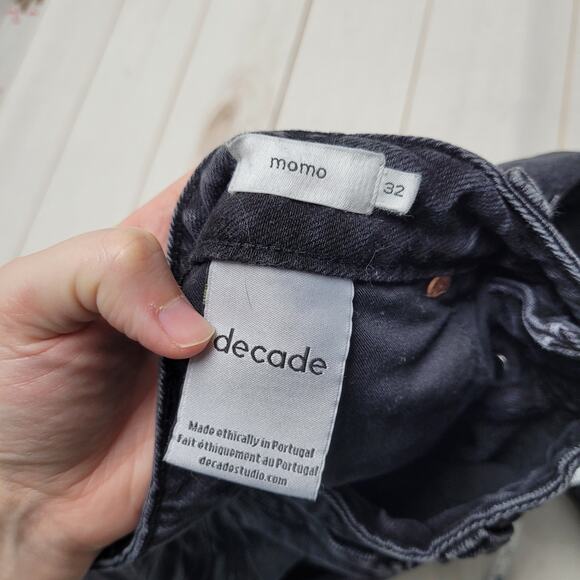 momo
32
decade
Made ethically in Portugal
Fait éthiquement au Portugal
decadestudio.com